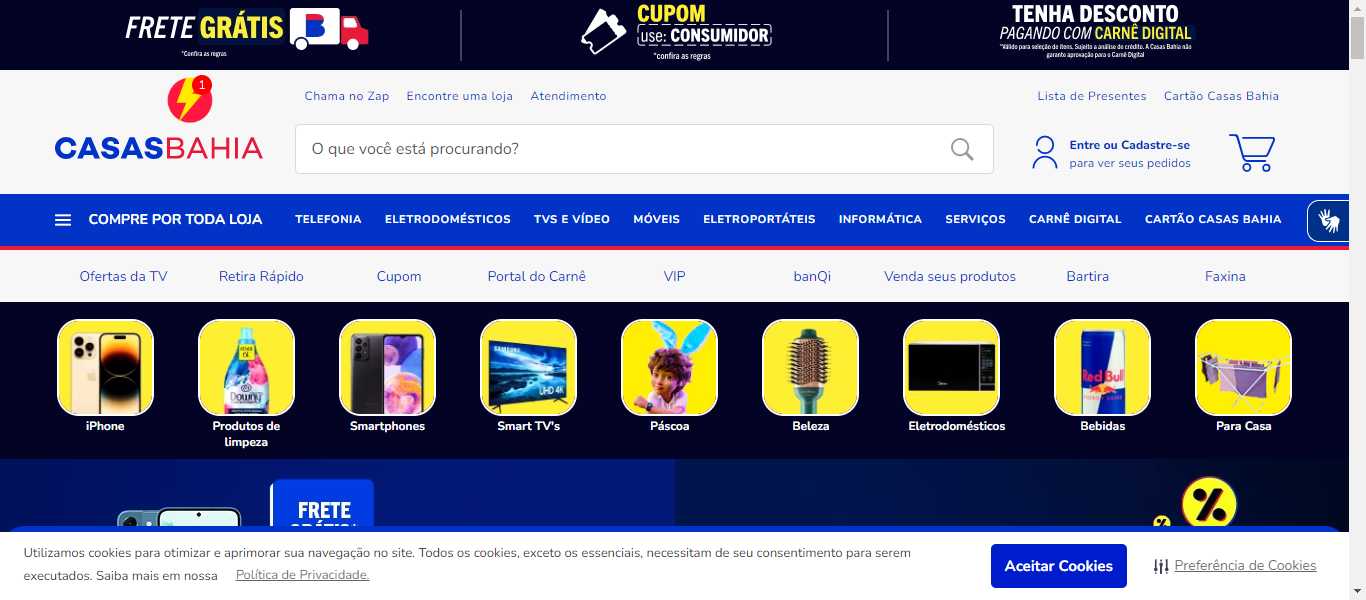 FRETE GRÁTIS
*Confira as regras
CUPOM
use: CONSUMIDOR
*confira as regras
TENHA DESCONTO
PAGANDO COM CARNÊ DIGITAL
*Válido para seleção de itens. Sujeito a análise de crédito. A Casas Bahia não
garante aprovação para o Carnê Digital
1
CASASBAHIA
Chama no Zap
Encontre uma loja
Atendimento
Lista de Presentes
Cartão Casas Bahia
O que você está procurando?
Entre ou Cadastre-se
para ver seus pedidos
COMPRE POR TODA LOJA
TELEFONIA
ELETRODOMÉSTICOS
TVS E VÍDEO
MÓVEIS
ELETROPORTÁTEIS
INFORMÁTICA
SERVIÇOS
CARNÊ DIGITAL
CARTÃO CASAS BAHIA
Ofertas da TV
Retira Rápido
Cupom
Portal do Carnê
VIP
banQi
Venda seus produtos
Bartira
Faxina
Downy
SAMSUNG
UHD 4K
Red Bull
iPhone
Produtos de
limpeza
Smartphones
Smart TV's
Páscoa
Beleza
Eletrodomésticos
Bebidas
Para Casa
FRETE
GRÁTIS*
%
%
Utilizamos cookies para otimizar e aprimorar sua navegação no site. Todos os cookies, exceto os essenciais, necessitam de seu consentimento para serem
executados. Saiba mais em nossa Política de Privacidade.
Aceitar Cookies
Preferência de Cookies